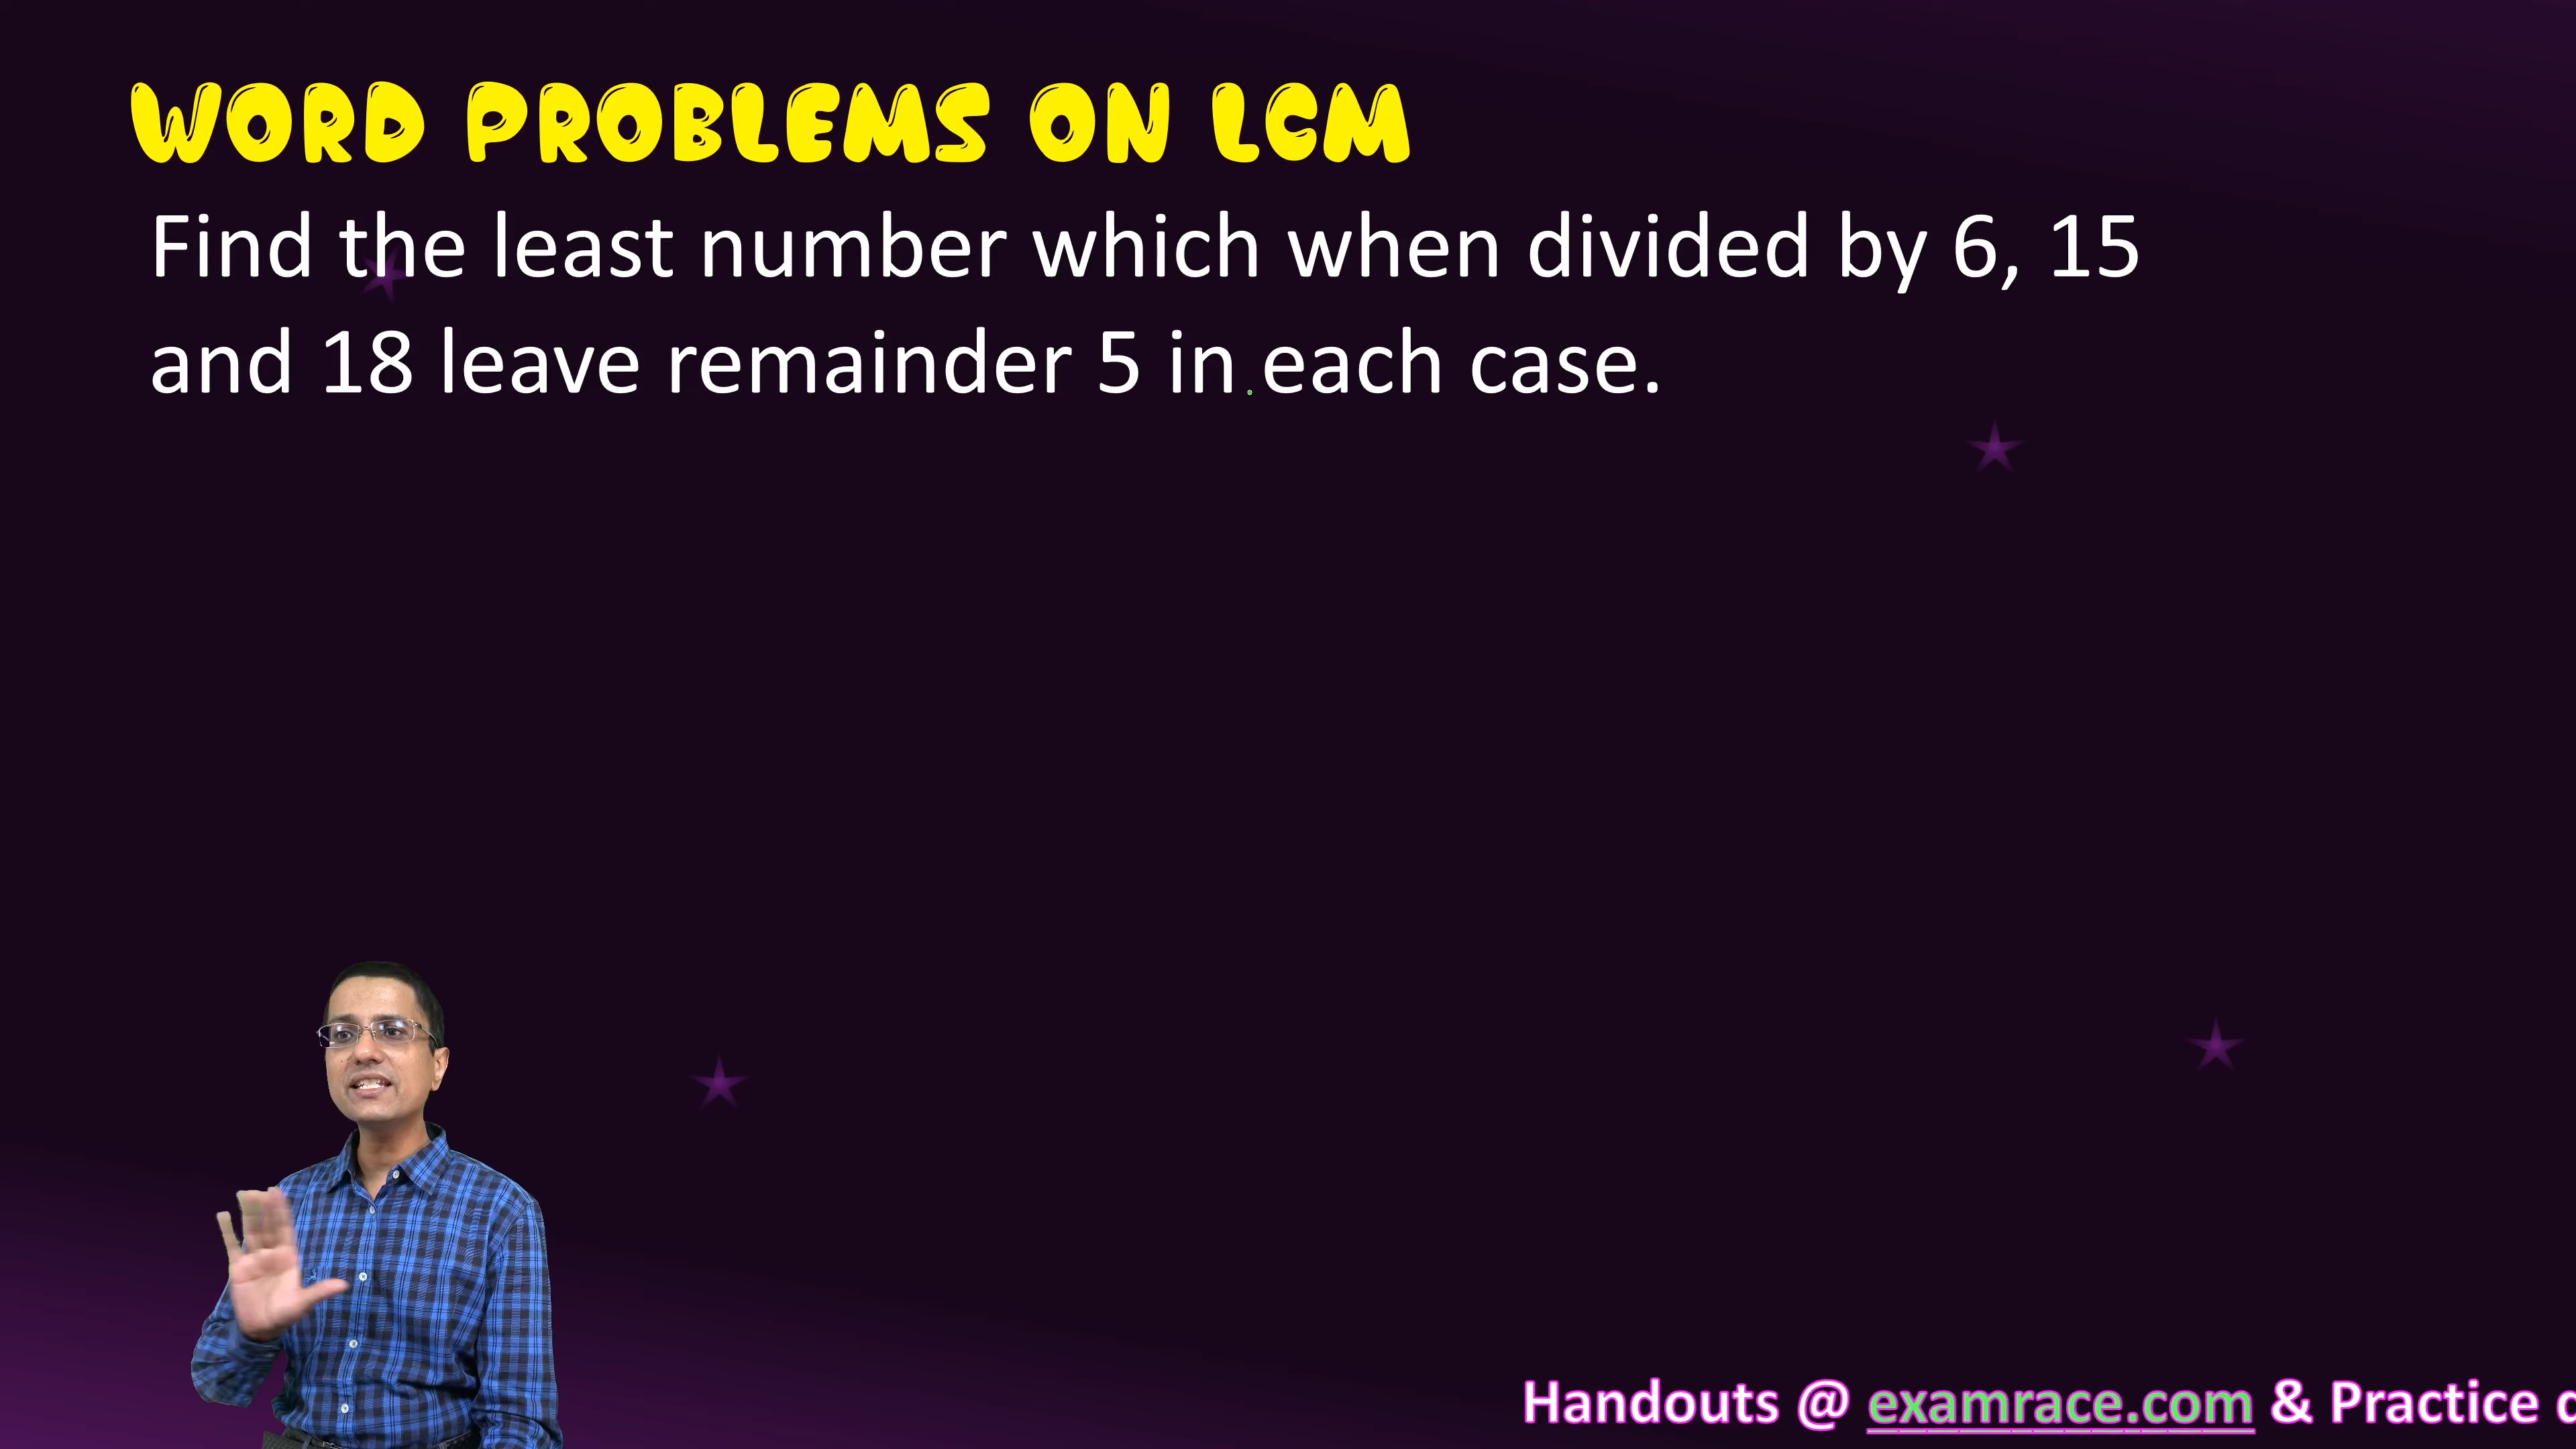 WORD PROBLEMS ON LCM
Find the least number which when divided by 6, 15
and 18 leave remainder 5 in each case.
Handouts @ examrace.com & Practice